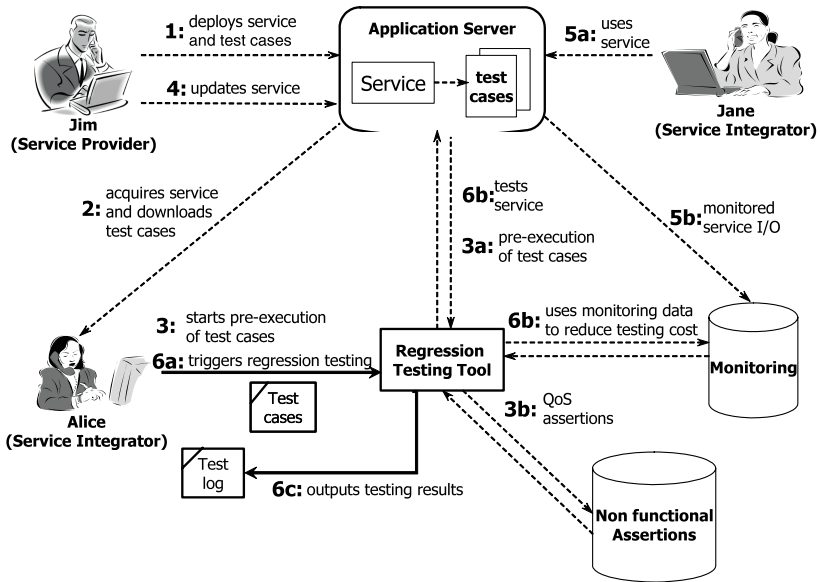 1: deploys service
and test cases
4: updates service
Jim
(Service Provider)
Application Server
Service
test
cases
5a: uses
service
Jane
(Service Integrator)
2: acquires service
and downloads
test cases
6b: tests
service
3a: pre-execution
of test cases
5b: monitored
service I/O
3: starts pre-execution
of test cases
6a: triggers regression testing
Alice
(Service Integrator)
Test
cases
Regression
Testing Tool
6b: uses monitoring data
to reduce testing cost
Monitoring
3b: QoS
assertions
Test
log
6c: outputs testing results
Non functional
Assertions